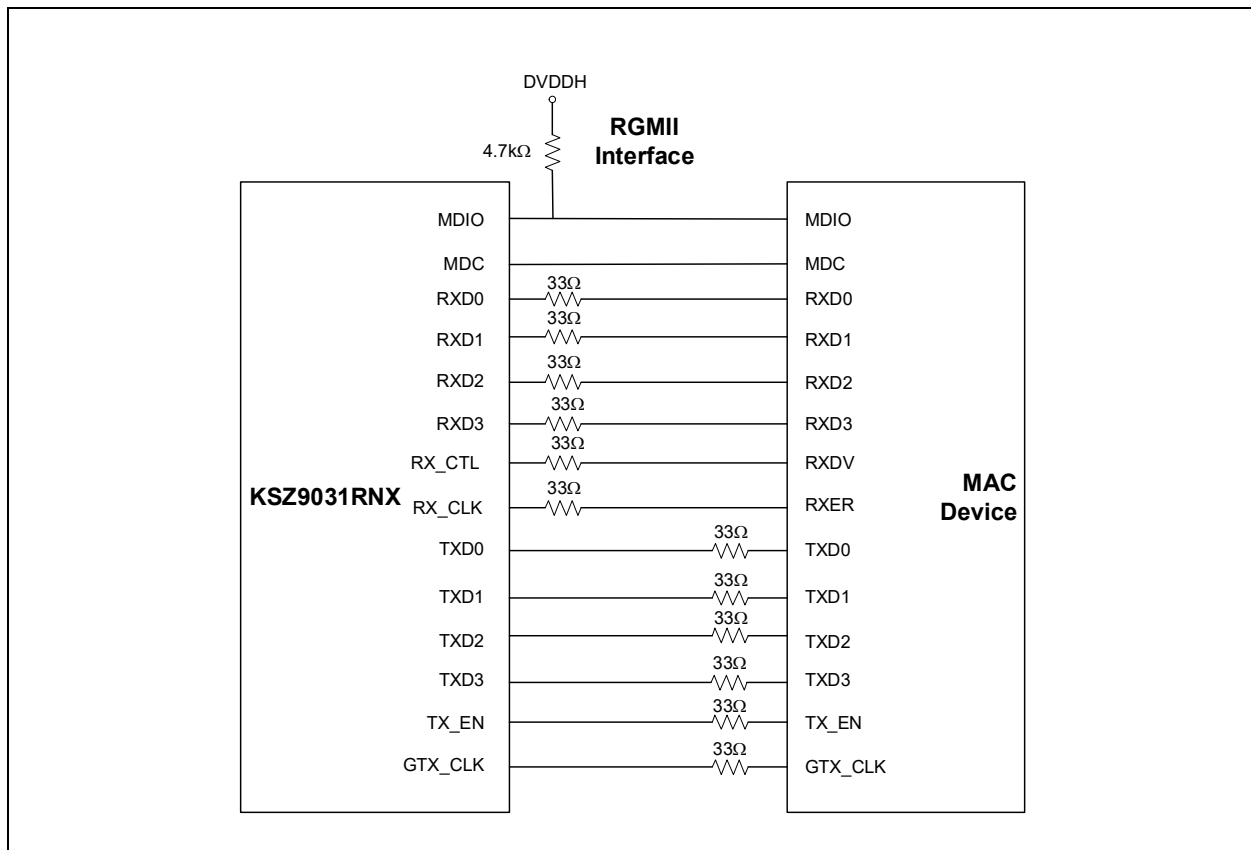 DVDDH
4.7kΩ
RGMII
Interface
MDIO
MDIO
MDC
MDC
33Ω
RXD0
RXD0
33Ω
RXD1
RXD1
33Ω
RXD2
RXD2
33Ω
RXD3
RXD3
33Ω
RX_CTL
RXDV
33Ω
KSZ9031RNX
RX_CLK
RXER
MAC
Device
33Ω
TXD0
TXD0
33Ω
TXD1
TXD1
33Ω
TXD2
TXD2
33Ω
TXD3
TXD3
33Ω
TX_EN
TX_EN
33Ω
GTX_CLK
GTX_CLK